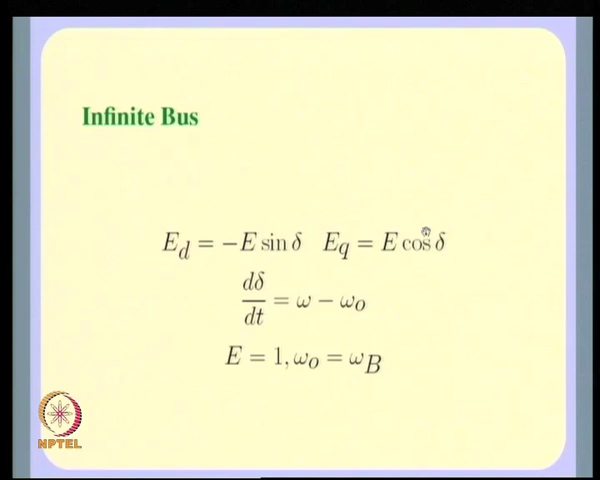 Infinite Bus
E_d = −E sin δ   E_q = E cos δ
dδ/dt = ω − ω_o
E = 1, ω_o = ω_B
NPTEL